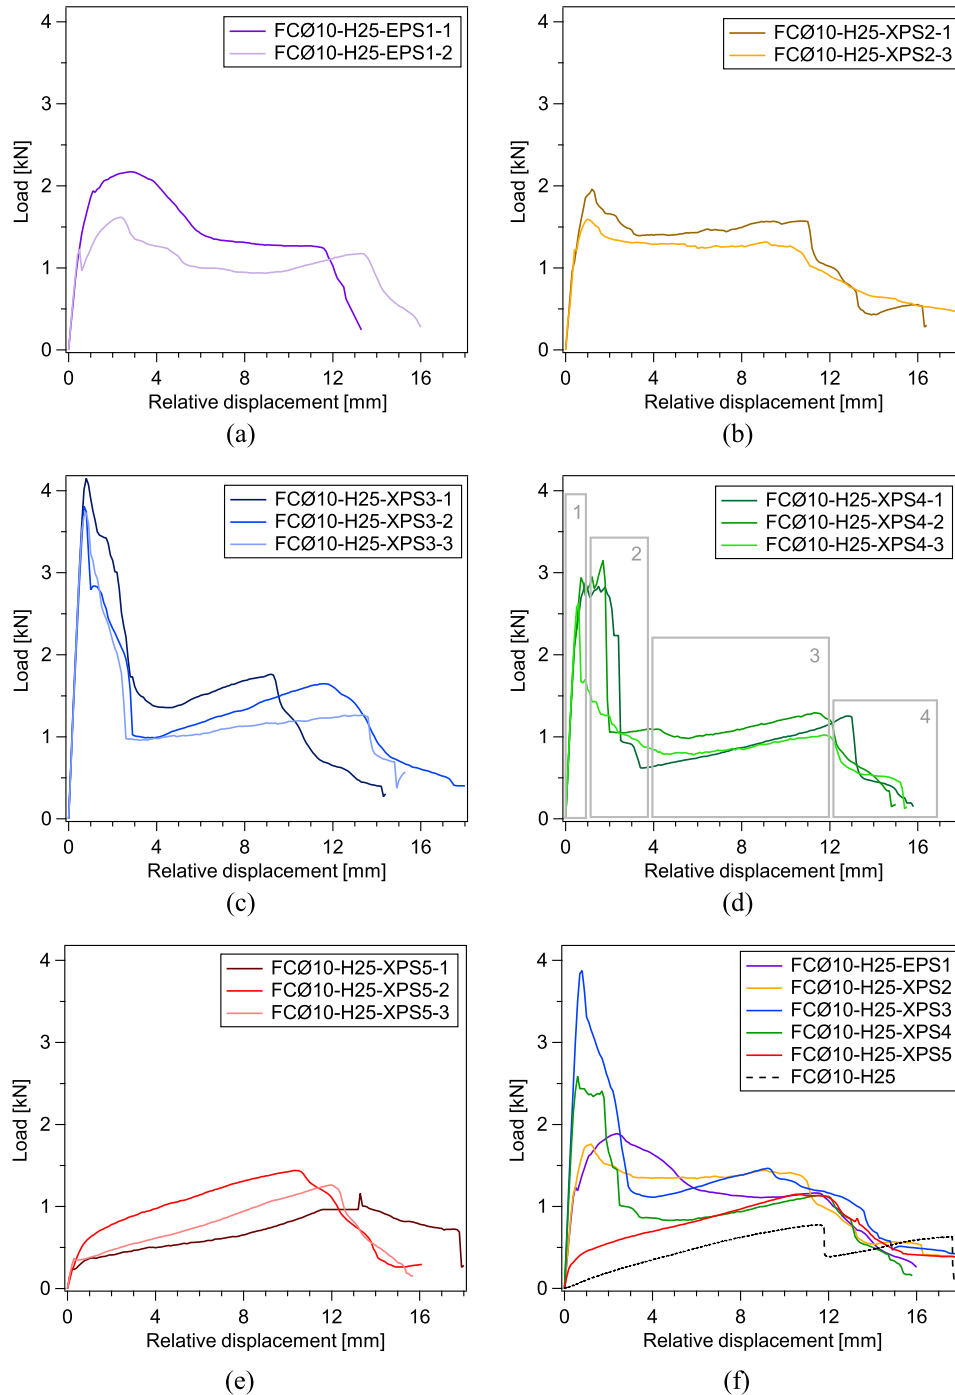 4
3
2
1
0
Load [kN]
FCØ10-H25-EPS1-1
FCØ10-H25-EPS1-2
0 4 8 12 16
Relative displacement [mm]
(a)
4
3
2
1
0
Load [kN]
FCØ10-H25-XPS2-1
FCØ10-H25-XPS2-3
0 4 8 12 16
Relative displacement [mm]
(b)
4
3
2
1
0
Load [kN]
FCØ10-H25-XPS3-1
FCØ10-H25-XPS3-2
FCØ10-H25-XPS3-3
0 4 8 12 16
Relative displacement [mm]
(c)
4
3
2
1
0
Load [kN]
FCØ10-H25-XPS4-1
FCØ10-H25-XPS4-2
FCØ10-H25-XPS4-3
1
2
3
4
0 4 8 12 16
Relative displacement [mm]
(d)
4
3
2
1
0
Load [kN]
FCØ10-H25-XPS5-1
FCØ10-H25-XPS5-2
FCØ10-H25-XPS5-3
0 4 8 12 16
Relative displacement [mm]
(e)
4
3
2
1
0
Load [kN]
FCØ10-H25-EPS1
FCØ10-H25-XPS2
FCØ10-H25-XPS3
FCØ10-H25-XPS4
FCØ10-H25-XPS5
FCØ10-H25
0 4 8 12 16
Relative displacement [mm]
(f)